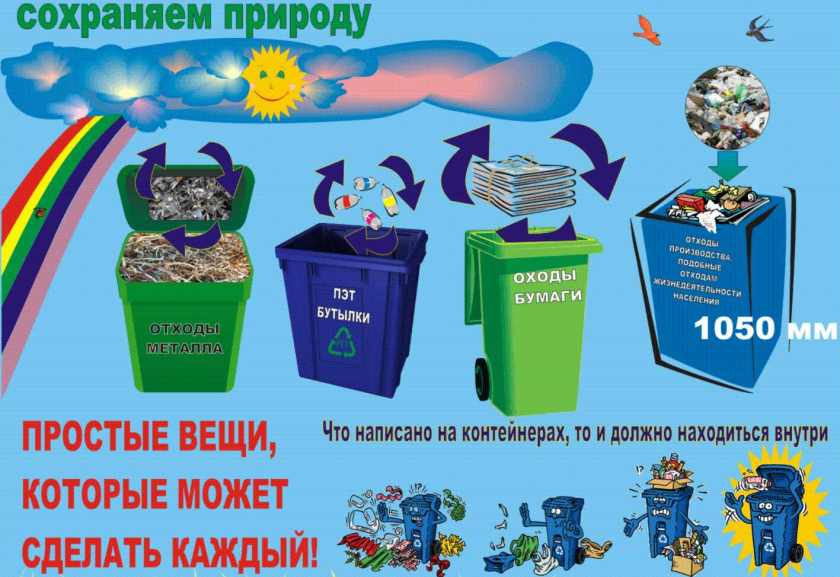 сохраняем природу
ОТХОДЫ
МЕТАЛЛА
ПЭТ
БУТЫЛКИ
PET
ОХОДЫ
БУМАГИ
ОТХОДЫ
ПРОИЗВОДСТВА,
ПОДОБНЫЕ
ОТХОДАМ
ЖИЗНЕДЕЯТЕЛЬНОСТИ
НАСЕЛЕНИЯ
1050 мм
Что написано на контейнерах, то и должно находиться внутри
ПРОСТЫЕ ВЕЩИ,
КОТОРЫЕ МОЖЕТ
СДЕЛАТЬ КАЖДЫЙ!
!?
!?